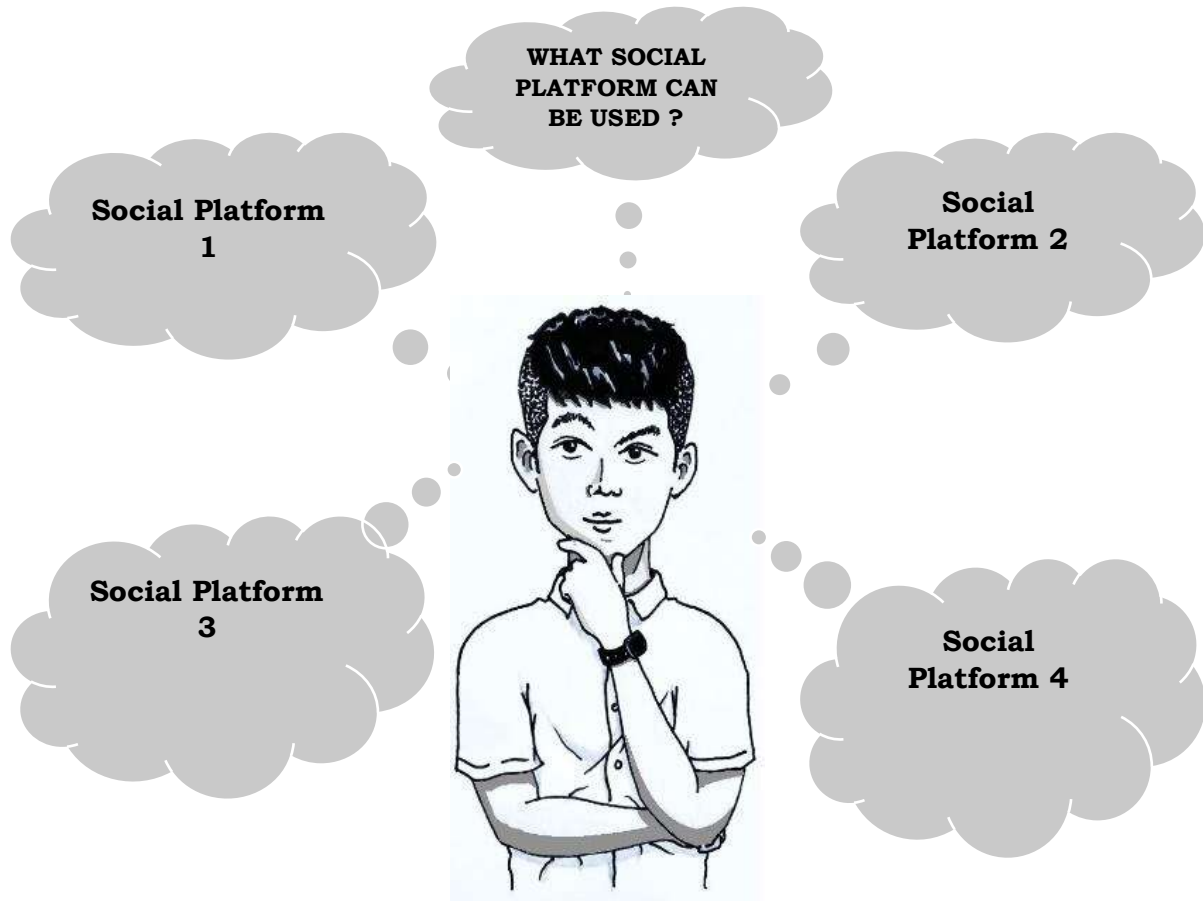 WHAT SOCIAL
PLATFORM CAN
BE USED ?
Social Platform
1
Social
Platform 2
Social Platform
3
Social
Platform 4